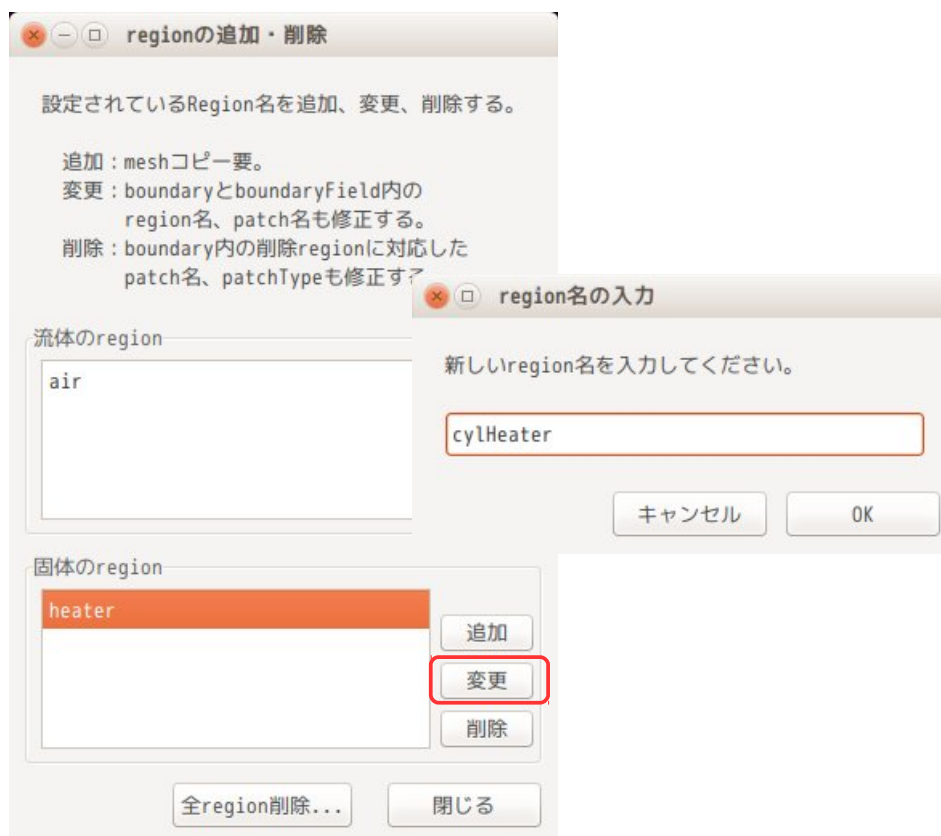 regionの追加・削除
設定されているRegion名を追加、変更、削除する。
追加：meshコピー要。
変更：boundaryとboundaryField内の
region名、patch名も修正する。
削除：boundary内の削除regionに対応した
patch名、patchTypeも修正す
region名の入力
新しいregion名を入力してください。
cylHeater
キャンセル
OK
流体のregion
air
固体のregion
heater
追加
変更
削除
全region削除...
閉じる